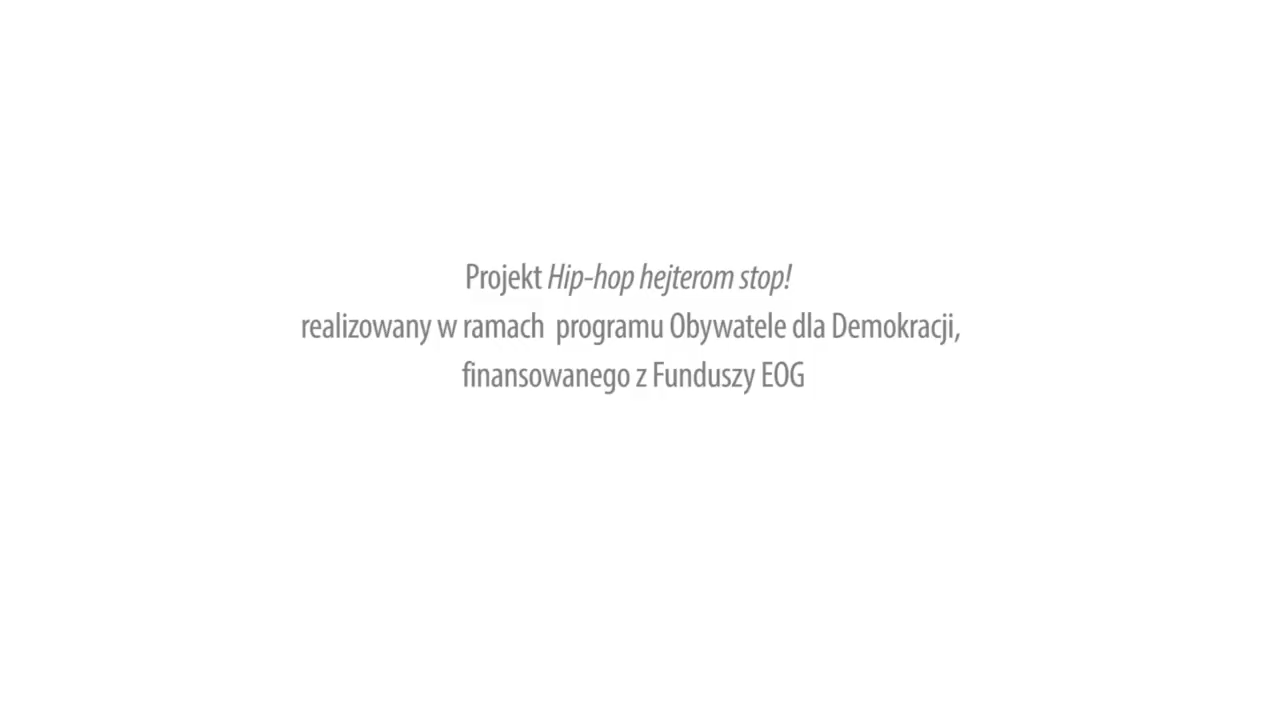 Projekt Hip-hop hejterom stop!
realizowany w ramach programu Obywatele dla Demokracji,
finansowanego z Funduszy EOG